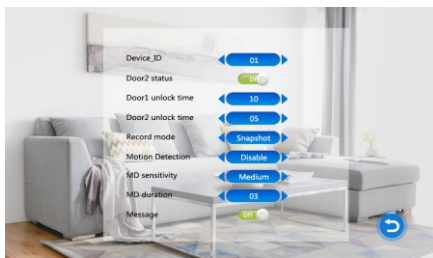 Device_ID 01
Door2 status on
Door1 unlock time 10
Door2 unlock time 05
Record mode Snapshot
Motion Detection Disable
MD sensitivity Medium
MD duration 03
Message on